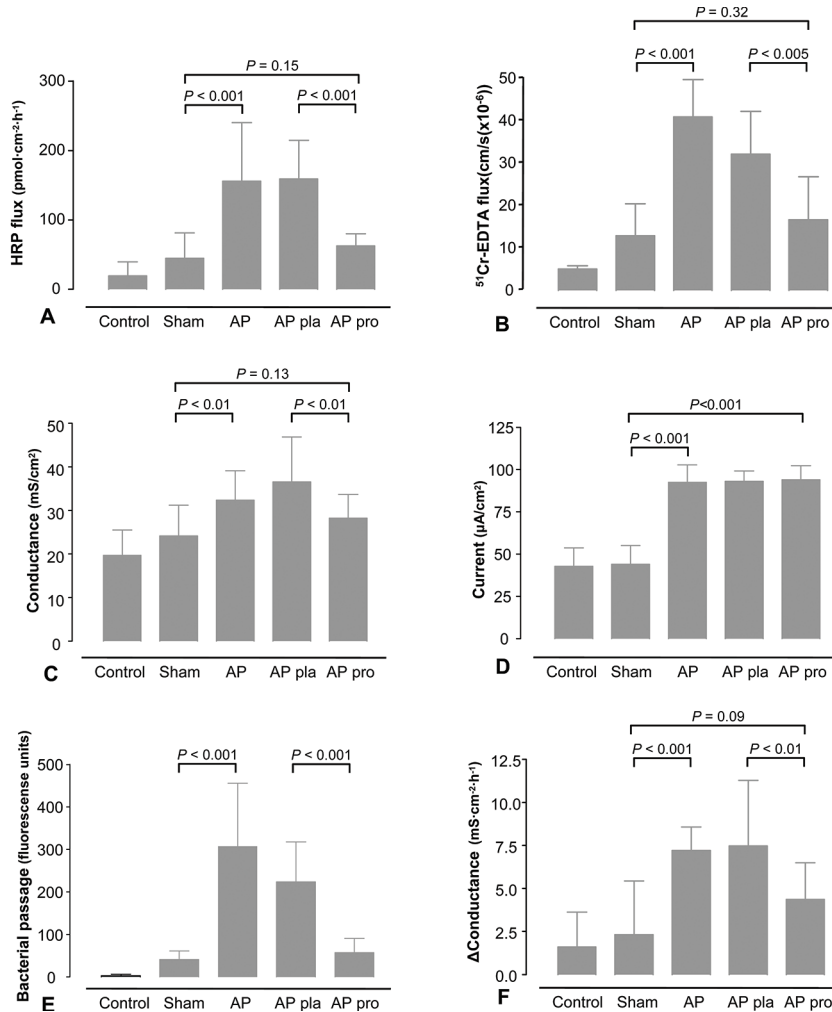 P = 0.15
P < 0.001
P < 0.001
HRP flux (pmol·cm-2·h-1)
300
200
100
0
A
Control Sham AP AP pla AP pro
P = 0.32
P < 0.001
P < 0.005
51Cr-EDTA flux(cm/s(x10-6)
50
40
30
20
10
0
B
Control Sham AP AP pla AP pro
P = 0.13
P < 0.01
P < 0.01
Conductance (mS/cm2)
50
40
30
20
10
0
C
Control Sham AP AP pla AP pro
P<0.001
P < 0.001
Current (µA/cm2)
125
100
75
50
25
0
D
Control Sham AP AP pla AP pro
P < 0.001
P < 0.001
Bacterial passage (fluorescense units)
500
400
300
200
100
0
E
Control Sham AP AP pla AP pro
P = 0.09
P < 0.001
P < 0.01
ΔConductance (mS·cm-2·h-1)
12.5
10.0
7.5
5.0
2.5
0.0
F
Control Sham AP AP pla AP pro